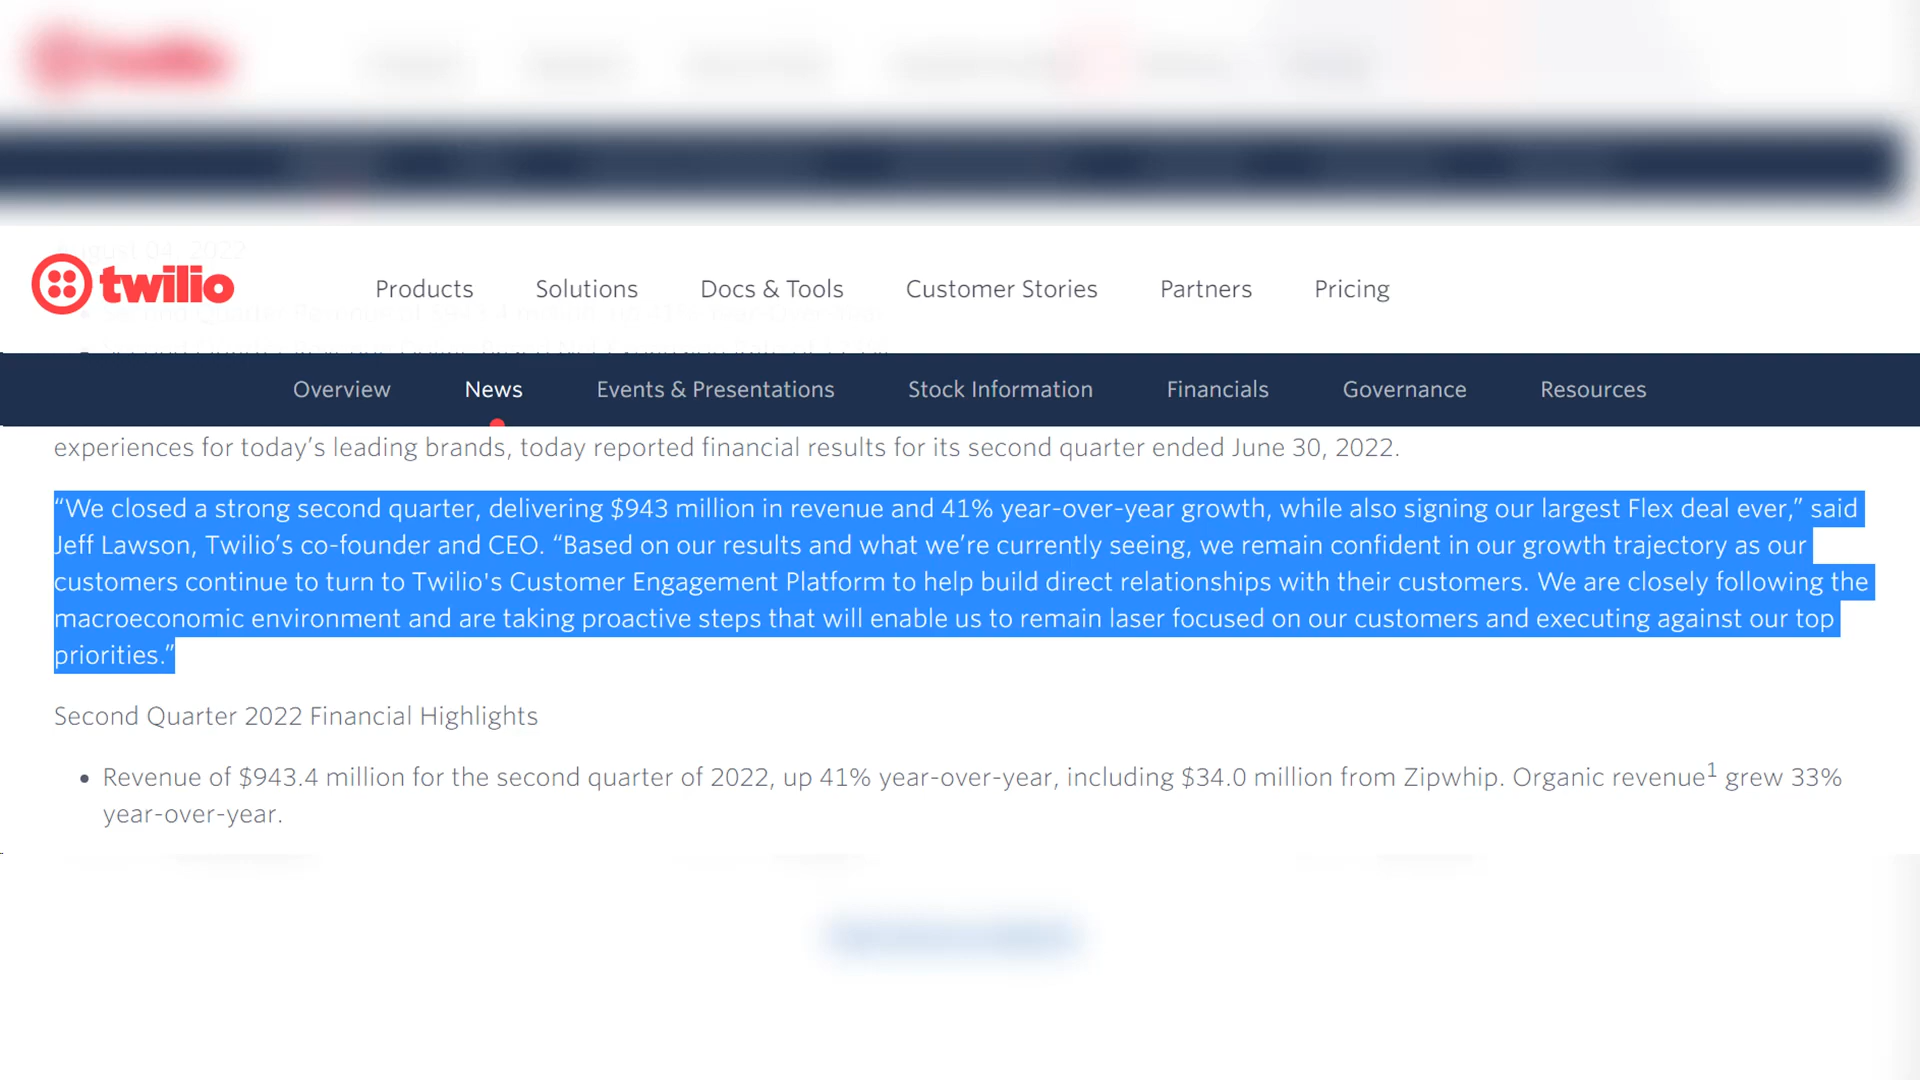 August 04, 2022
twilio
Products Solutions Docs & Tools Customer Stories Partners Pricing
Overview News Events & Presentations Stock Information Financials Governance Resources
experiences for today’s leading brands, today reported financial results for its second quarter ended June 30, 2022.
“We closed a strong second quarter, delivering $943 million in revenue and 41% year-over-year growth, while also signing our largest Flex deal ever,” said
Jeff Lawson, Twilio’s co-founder and CEO. “Based on our results and what we’re currently seeing, we remain confident in our growth trajectory as our
customers continue to turn to Twilio's Customer Engagement Platform to help build direct relationships with their customers. We are closely following the
macroeconomic environment and are taking proactive steps that will enable us to remain laser focused on our customers and executing against our top
priorities.”
Second Quarter 2022 Financial Highlights
• Revenue of $943.4 million for the second quarter of 2022, up 41% year-over-year, including $34.0 million from Zipwhip. Organic revenue1 grew 33%
year-over-year.